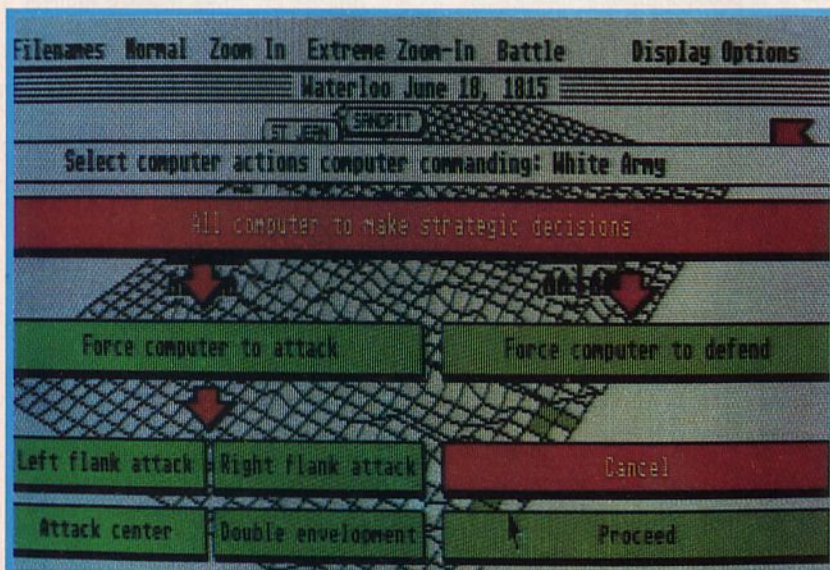 Filenames Normal Zoom In Extreme Zoom-In Battle Display Options
Waterloo June 18, 1815
ST JEAN SANDPIT
Select computer actions computer commanding: White Army
All computer to make strategic decisions
Force computer to attack Force computer to defend
Left flank attack Right flank attack Cancel
Attack center Double envelopment Proceed